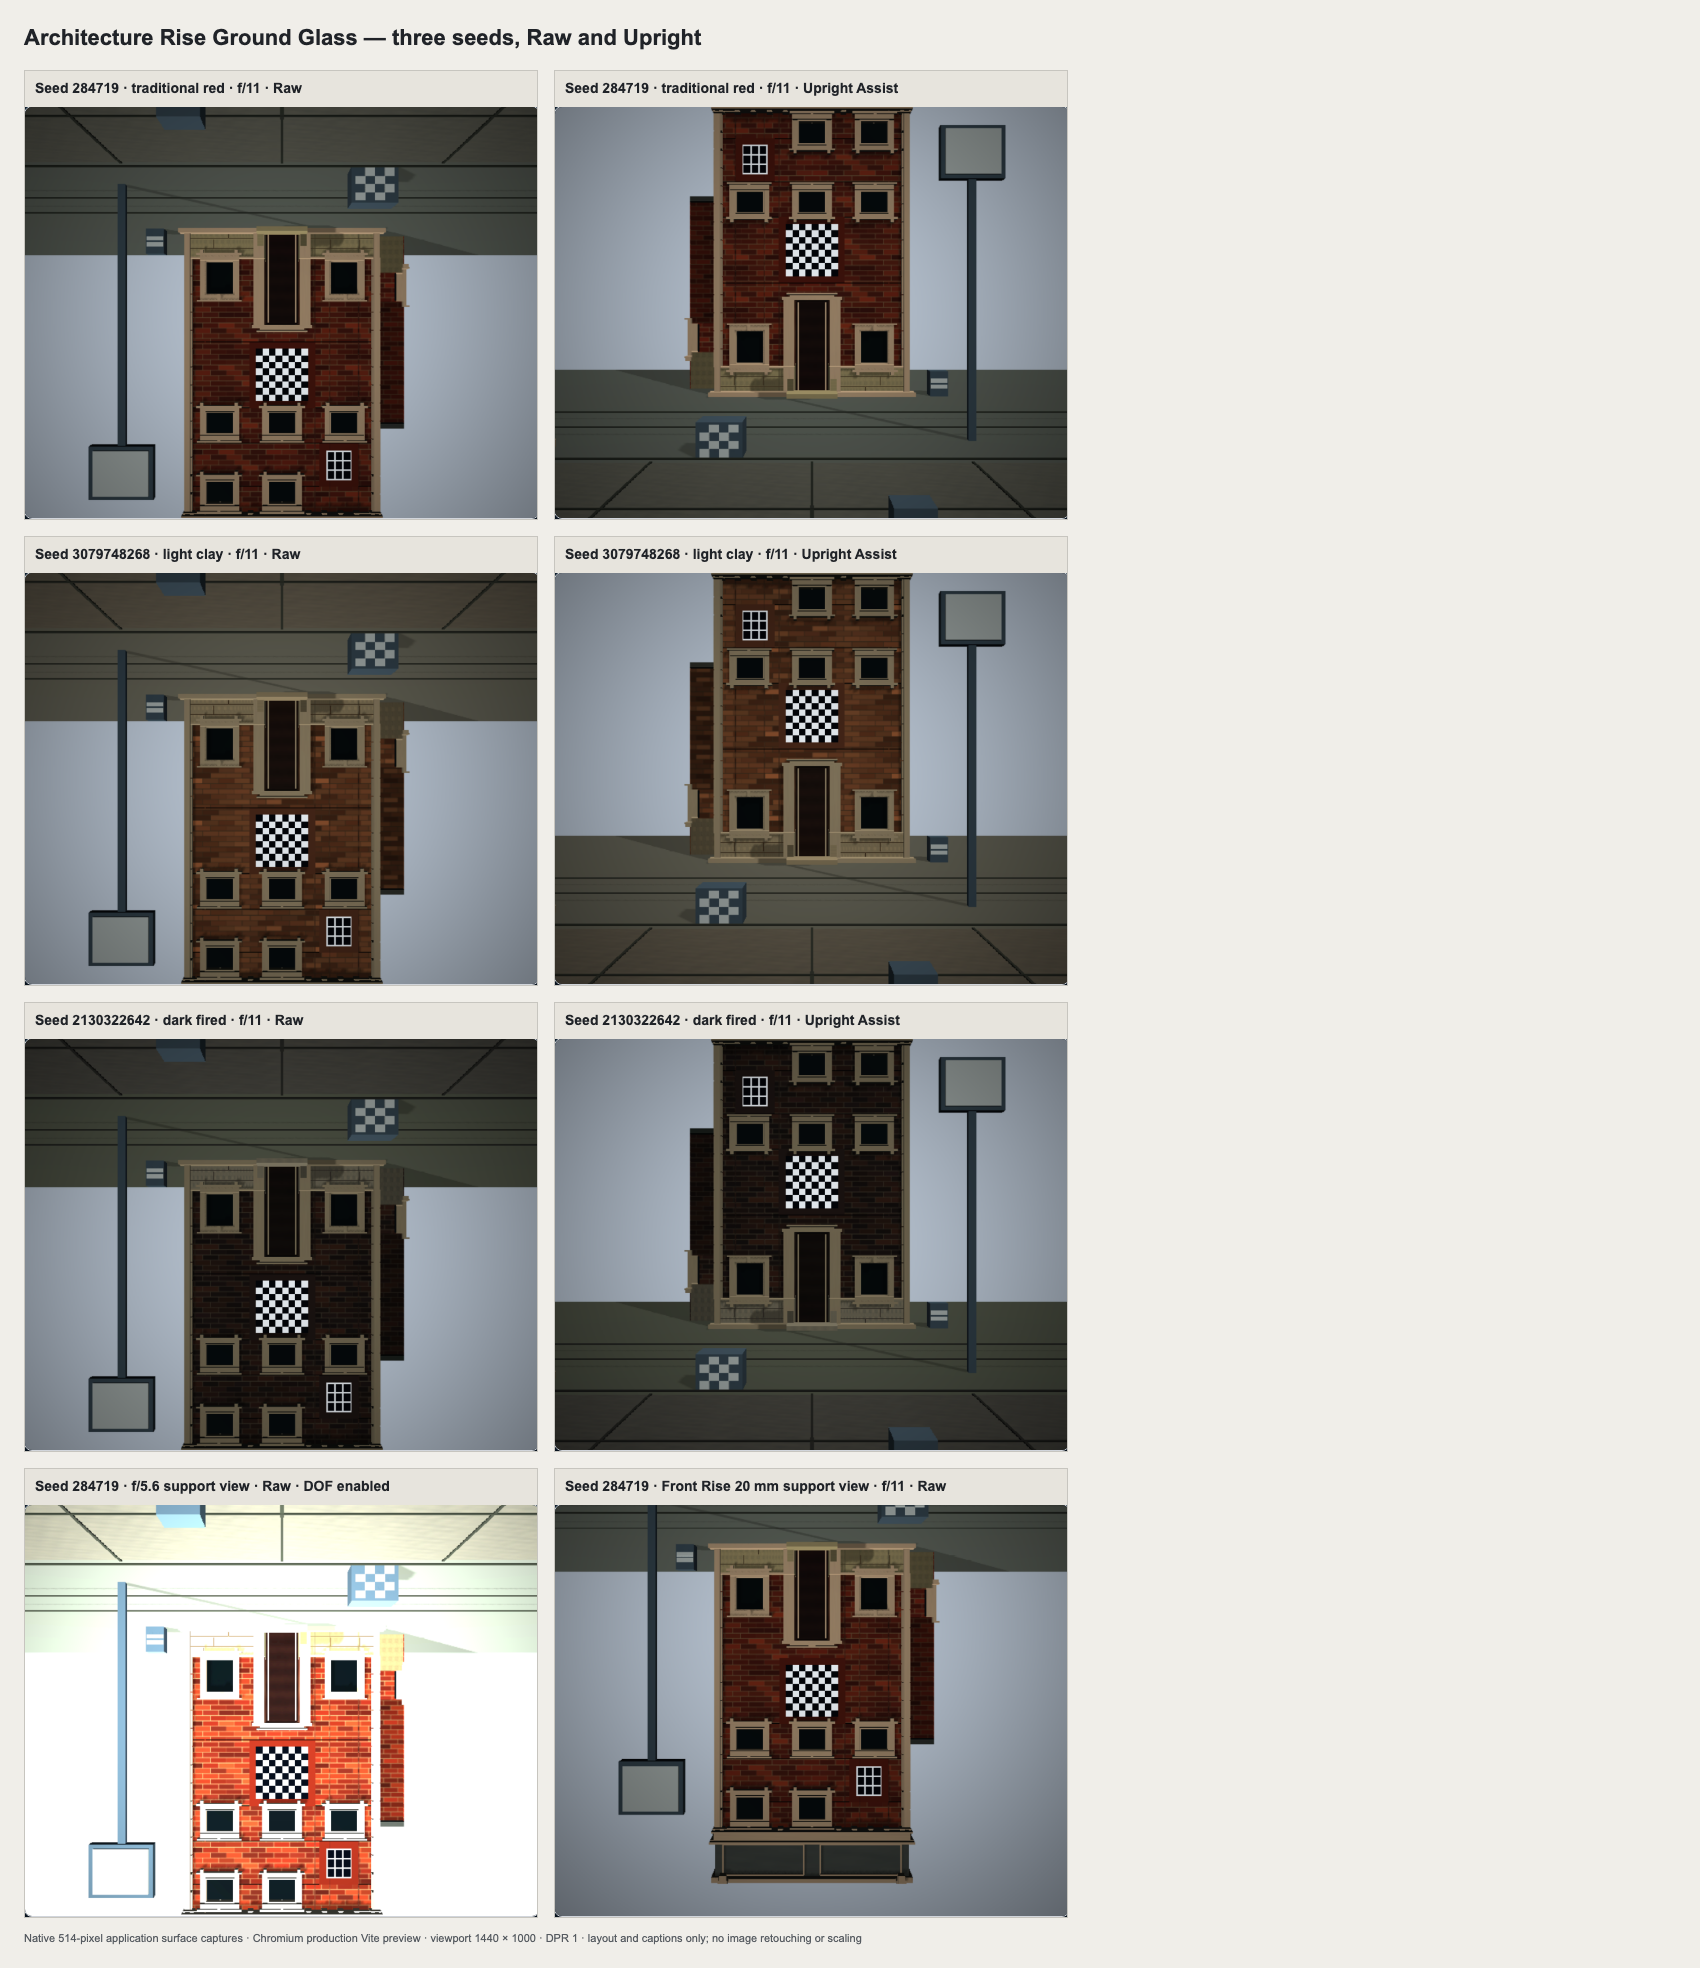 Architecture Rise Ground Glass — three seeds, Raw and Upright
Seed 284719 · traditional red · f/11 · Raw
Seed 284719 · traditional red · f/11 · Upright Assist
Seed 3079748268 · light clay · f/11 · Raw
Seed 3079748268 · light clay · f/11 · Upright Assist
Seed 2130322642 · dark fired · f/11 · Raw
Seed 2130322642 · dark fired · f/11 · Upright Assist
Seed 284719 · f/5.6 support view · Raw · DOF enabled
Seed 284719 · Front Rise 20 mm support view · f/11 · Raw
Native 514-pixel application surface captures · Chromium production Vite preview · viewport 1440 × 1000 · DPR 1 · layout and captions only; no image retouching or scaling